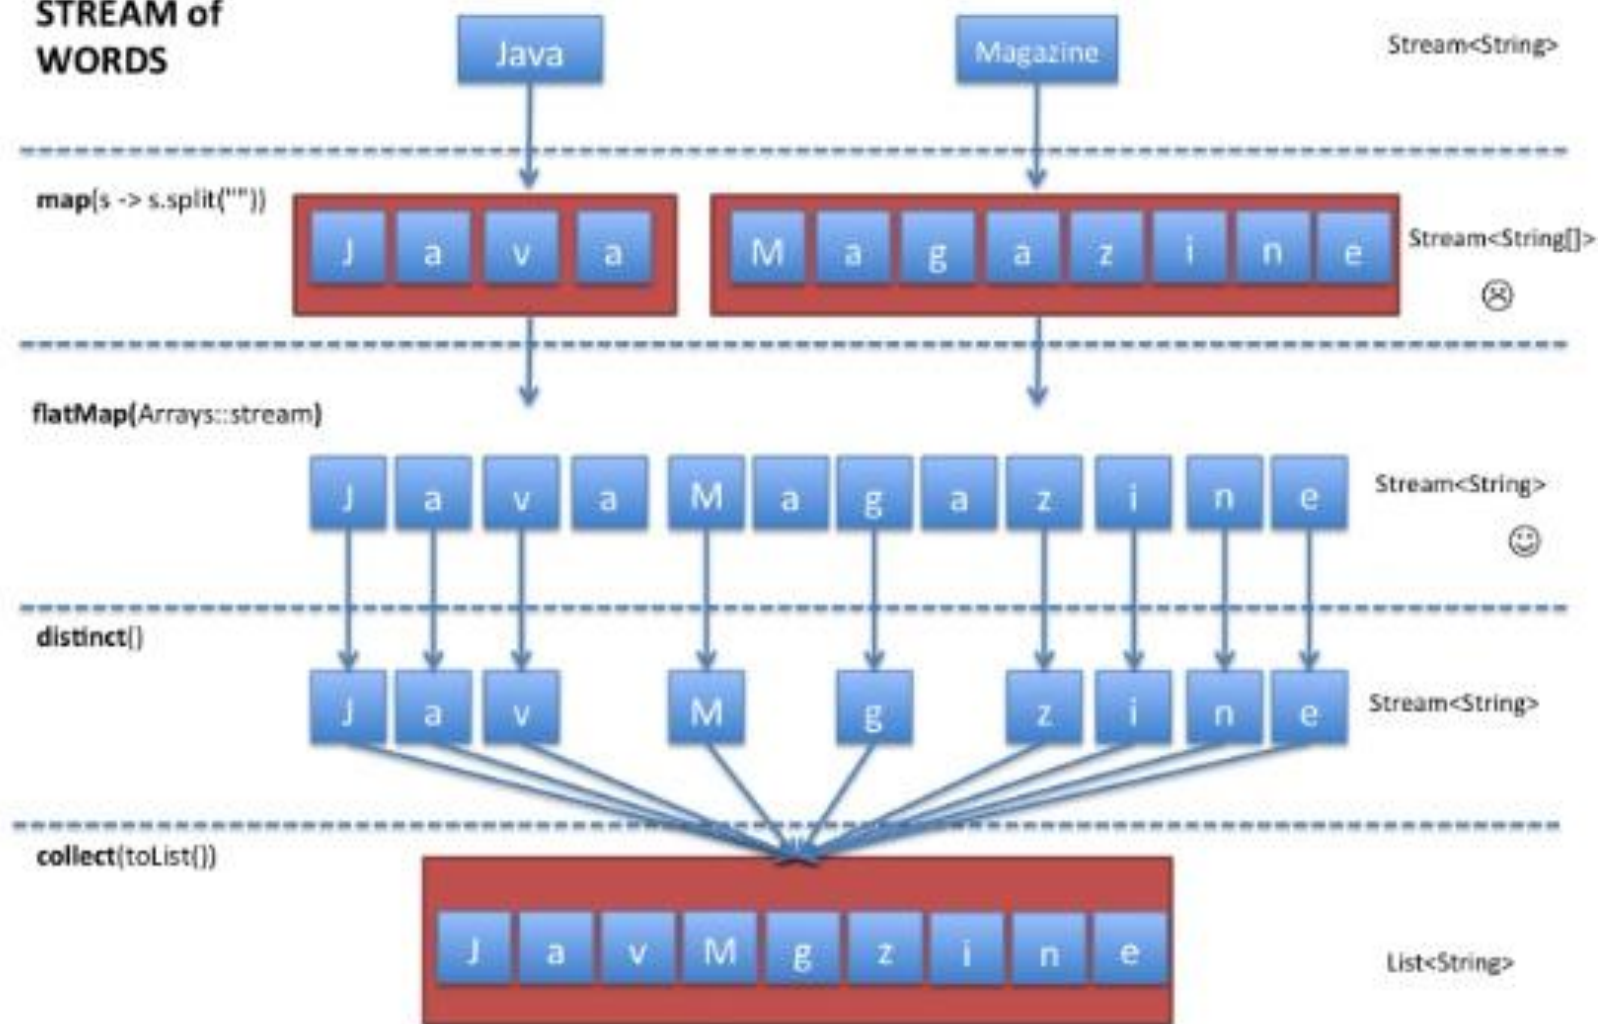 STREAM of
WORDS
Java
Magazine
Stream<String>
map(s -> s.split(""))
J a v a
M a g a z i n e
Stream<String[]>
flatMap(Arrays::stream)
J a v a M a g a z i n e
Stream<String>
distinct()
J a v M g z i n e
Stream<String>
collect(toList())
J a v M g z i n e
List<String>